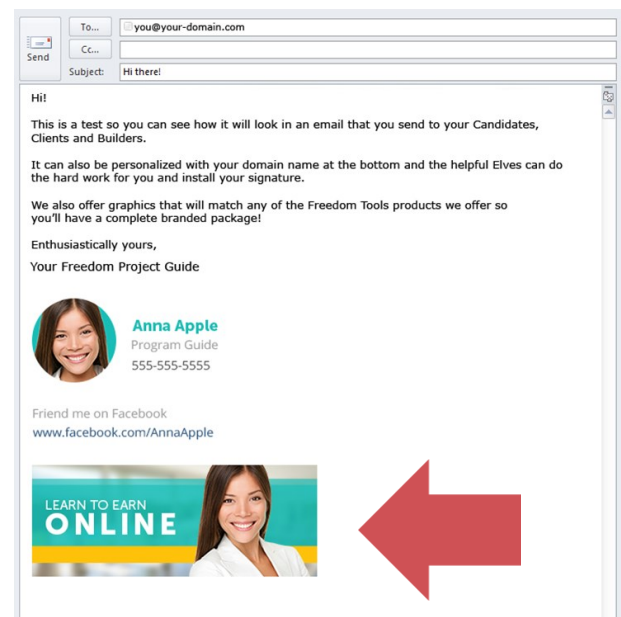 To...
you@your-domain.com
Send
Cc...
Subject:
Hi there!
Hi!
This is a test so you can see how it will look in an email that you send to your Candidates,
Clients and Builders.
It can also be personalized with your domain name at the bottom and the helpful Elves can do
the hard work for you and install your signature.
We also offer graphics that will match any of the Freedom Tools products we offer so
you'll have a complete branded package!
Enthusiastically yours,
Your Freedom Project Guide
Anna Apple
Program Guide
555-555-5555
Friend me on Facebook
www.facebook.com/AnnaApple
LEARN TO EARN
ONLINE